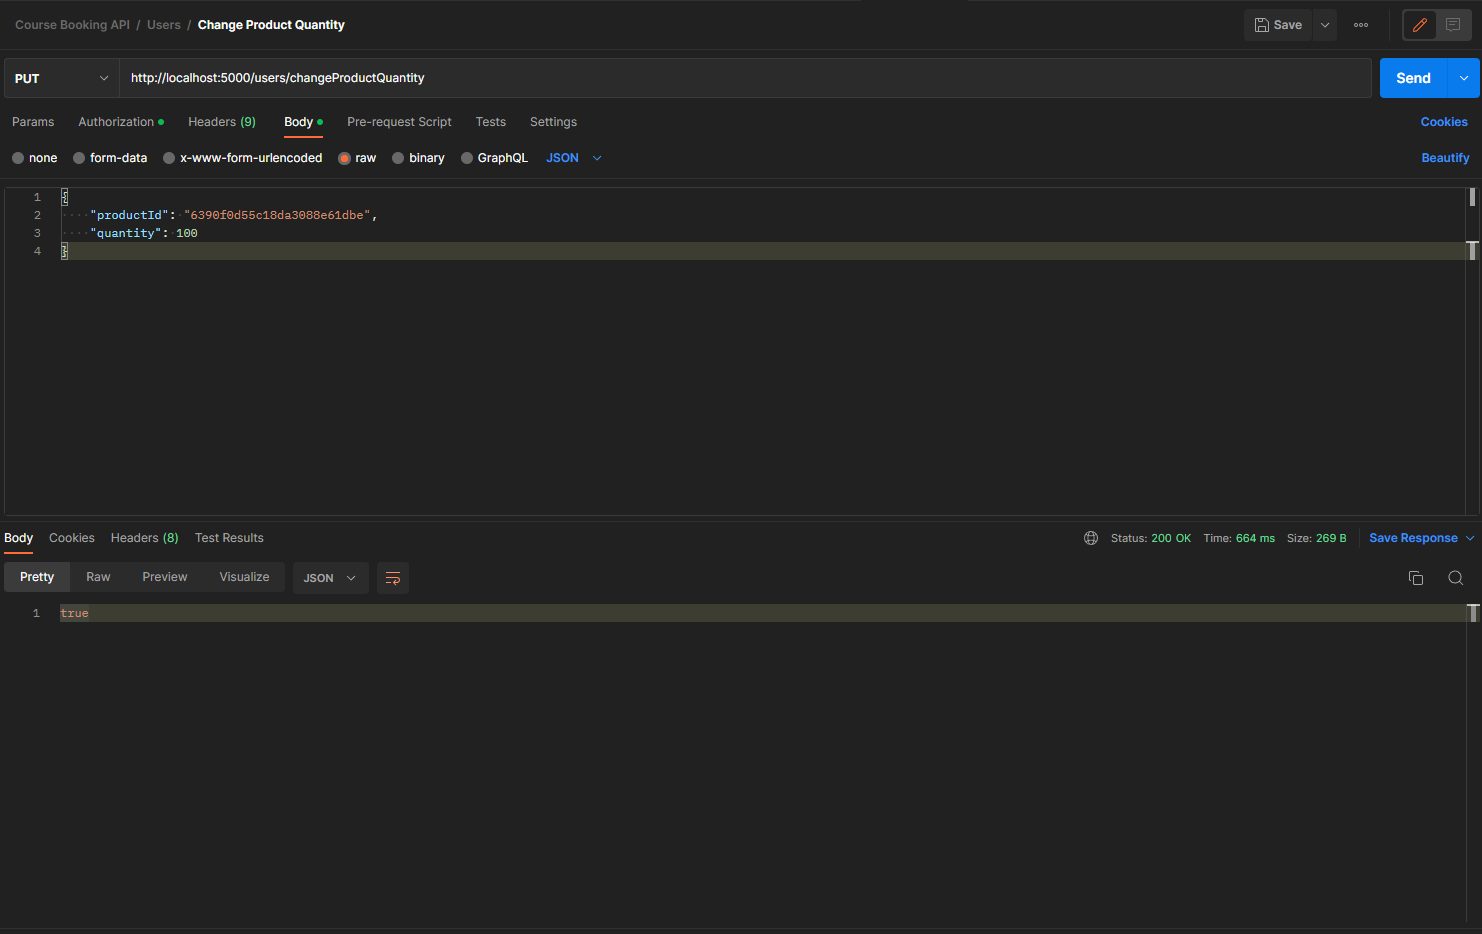 Course Booking API / Users / Change Product Quantity
Save
PUT
http://localhost:5000/users/changeProductQuantity
Send
Params Authorization Headers (9) Body Pre-request Script Tests Settings Cookies
none form-data x-www-form-urlencoded raw binary GraphQL JSON Beautify
1 {
2 "productId": "6390f0d55c18da3088e61dbe",
3 "quantity": 100
4 }
Body Cookies Headers (8) Test Results Status: 200 OK Time: 664 ms Size: 269 B Save Response
Pretty Raw Preview Visualize JSON
1 true